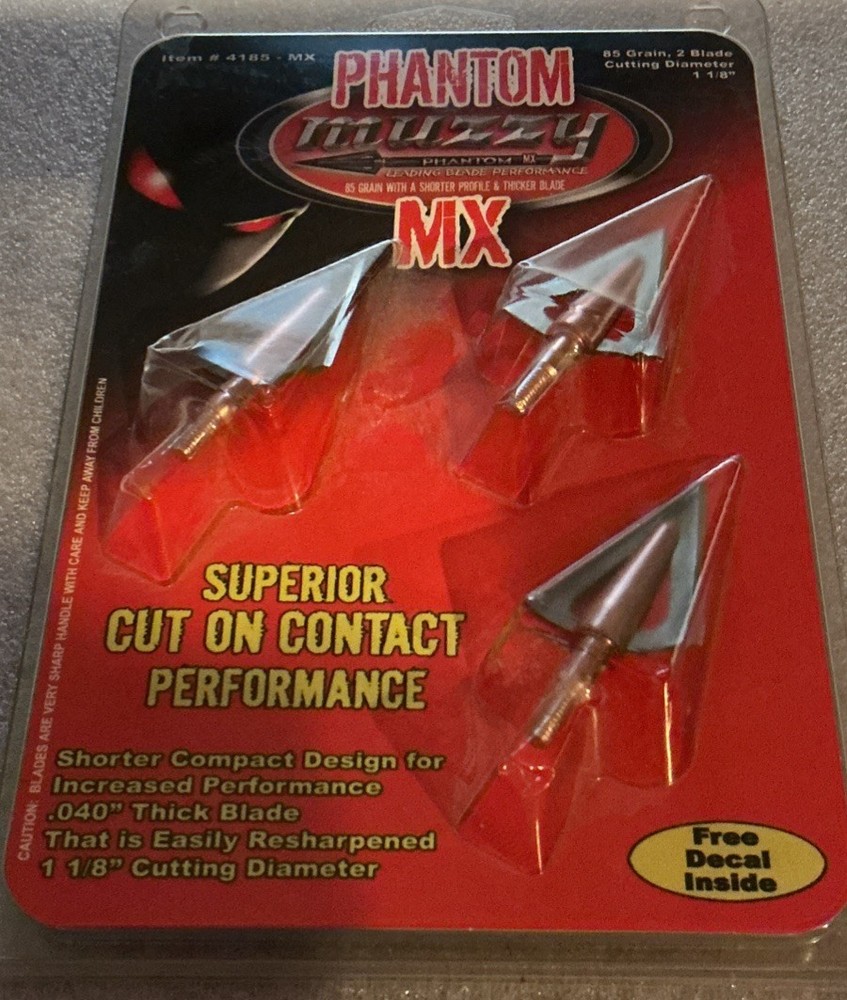 Item # 4185 - MX
85 Grain, 2 Blade
Cutting Diameter
1 1/8"
PHANTOM
muzzy
PHANTOM MX
LEADING BLADE PERFORMANCE
85 GRAIN WITH A SHORTER PROFILE & THICKER BLADE
MX
CAUTION: BLADES ARE VERY SHARP HANDLE WITH CARE AND KEEP AWAY FROM CHILDREN
SUPERIOR
CUT ON CONTACT
PERFORMANCE
Shorter Compact Design for
Increased Performance
.040" Thick Blade
That is Easily Resharpened
1 1/8" Cutting Diameter
Free
Decal
Inside